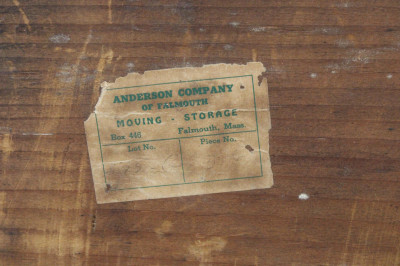 ANDERSON COMPANY
OF FALMOUTH
MOVING - STORAGE
Box 446 Falmouth, Mass.
Lot No. Piece No.